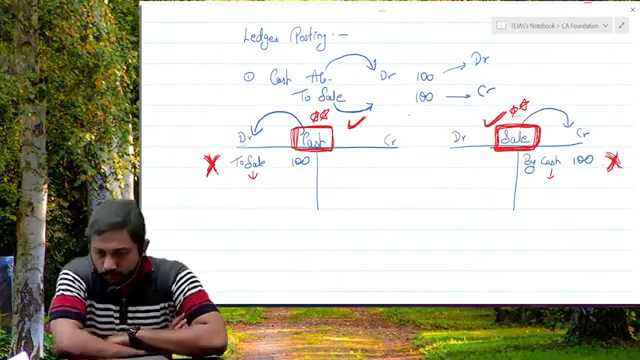 TEJAS's Notebook > CA Foundation
Ledges Posting :-
① Cash A/c Dr 100 → Dr
To Sale 100 → Cr
Dr Cash Cr
To Sale 100
Dr Sale Cr
By Cash 100